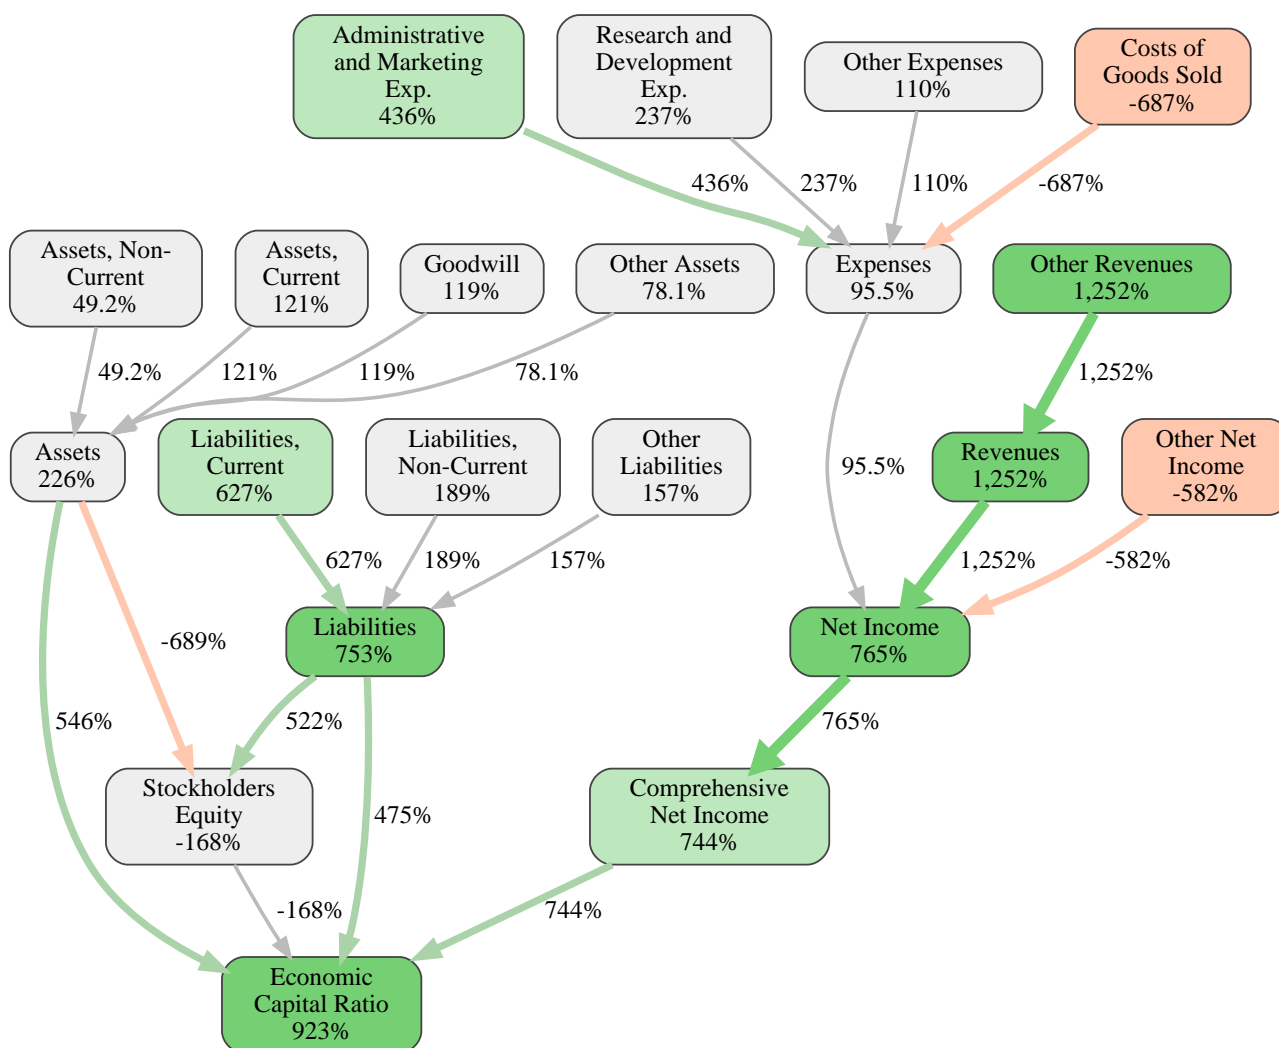 Administrative
and Marketing
Exp.
436%
Research and
Development
Exp.
237%
Other Expenses
110%
Costs of
Goods Sold
-687%
436%
237%
110%
-687%
Assets, Non-
Current
49.2%
Assets,
Current
121%
Goodwill
119%
Other Assets
78.1%
Expenses
95.5%
Other Revenues
1,252%
49.2%
121%
119%
78.1%
1,252%
Assets
226%
Liabilities,
Current
627%
Liabilities,
Non-Current
189%
Other
Liabilities
157%
95.5%
Revenues
1,252%
Other Net
Income
-582%
627%
189%
157%
1,252%
-582%
Liabilities
753%
Net Income
765%
-689%
546%
522%
765%
Stockholders
Equity
-168%
475%
Comprehensive
Net Income
744%
-168%
744%
Economic
Capital Ratio
923%